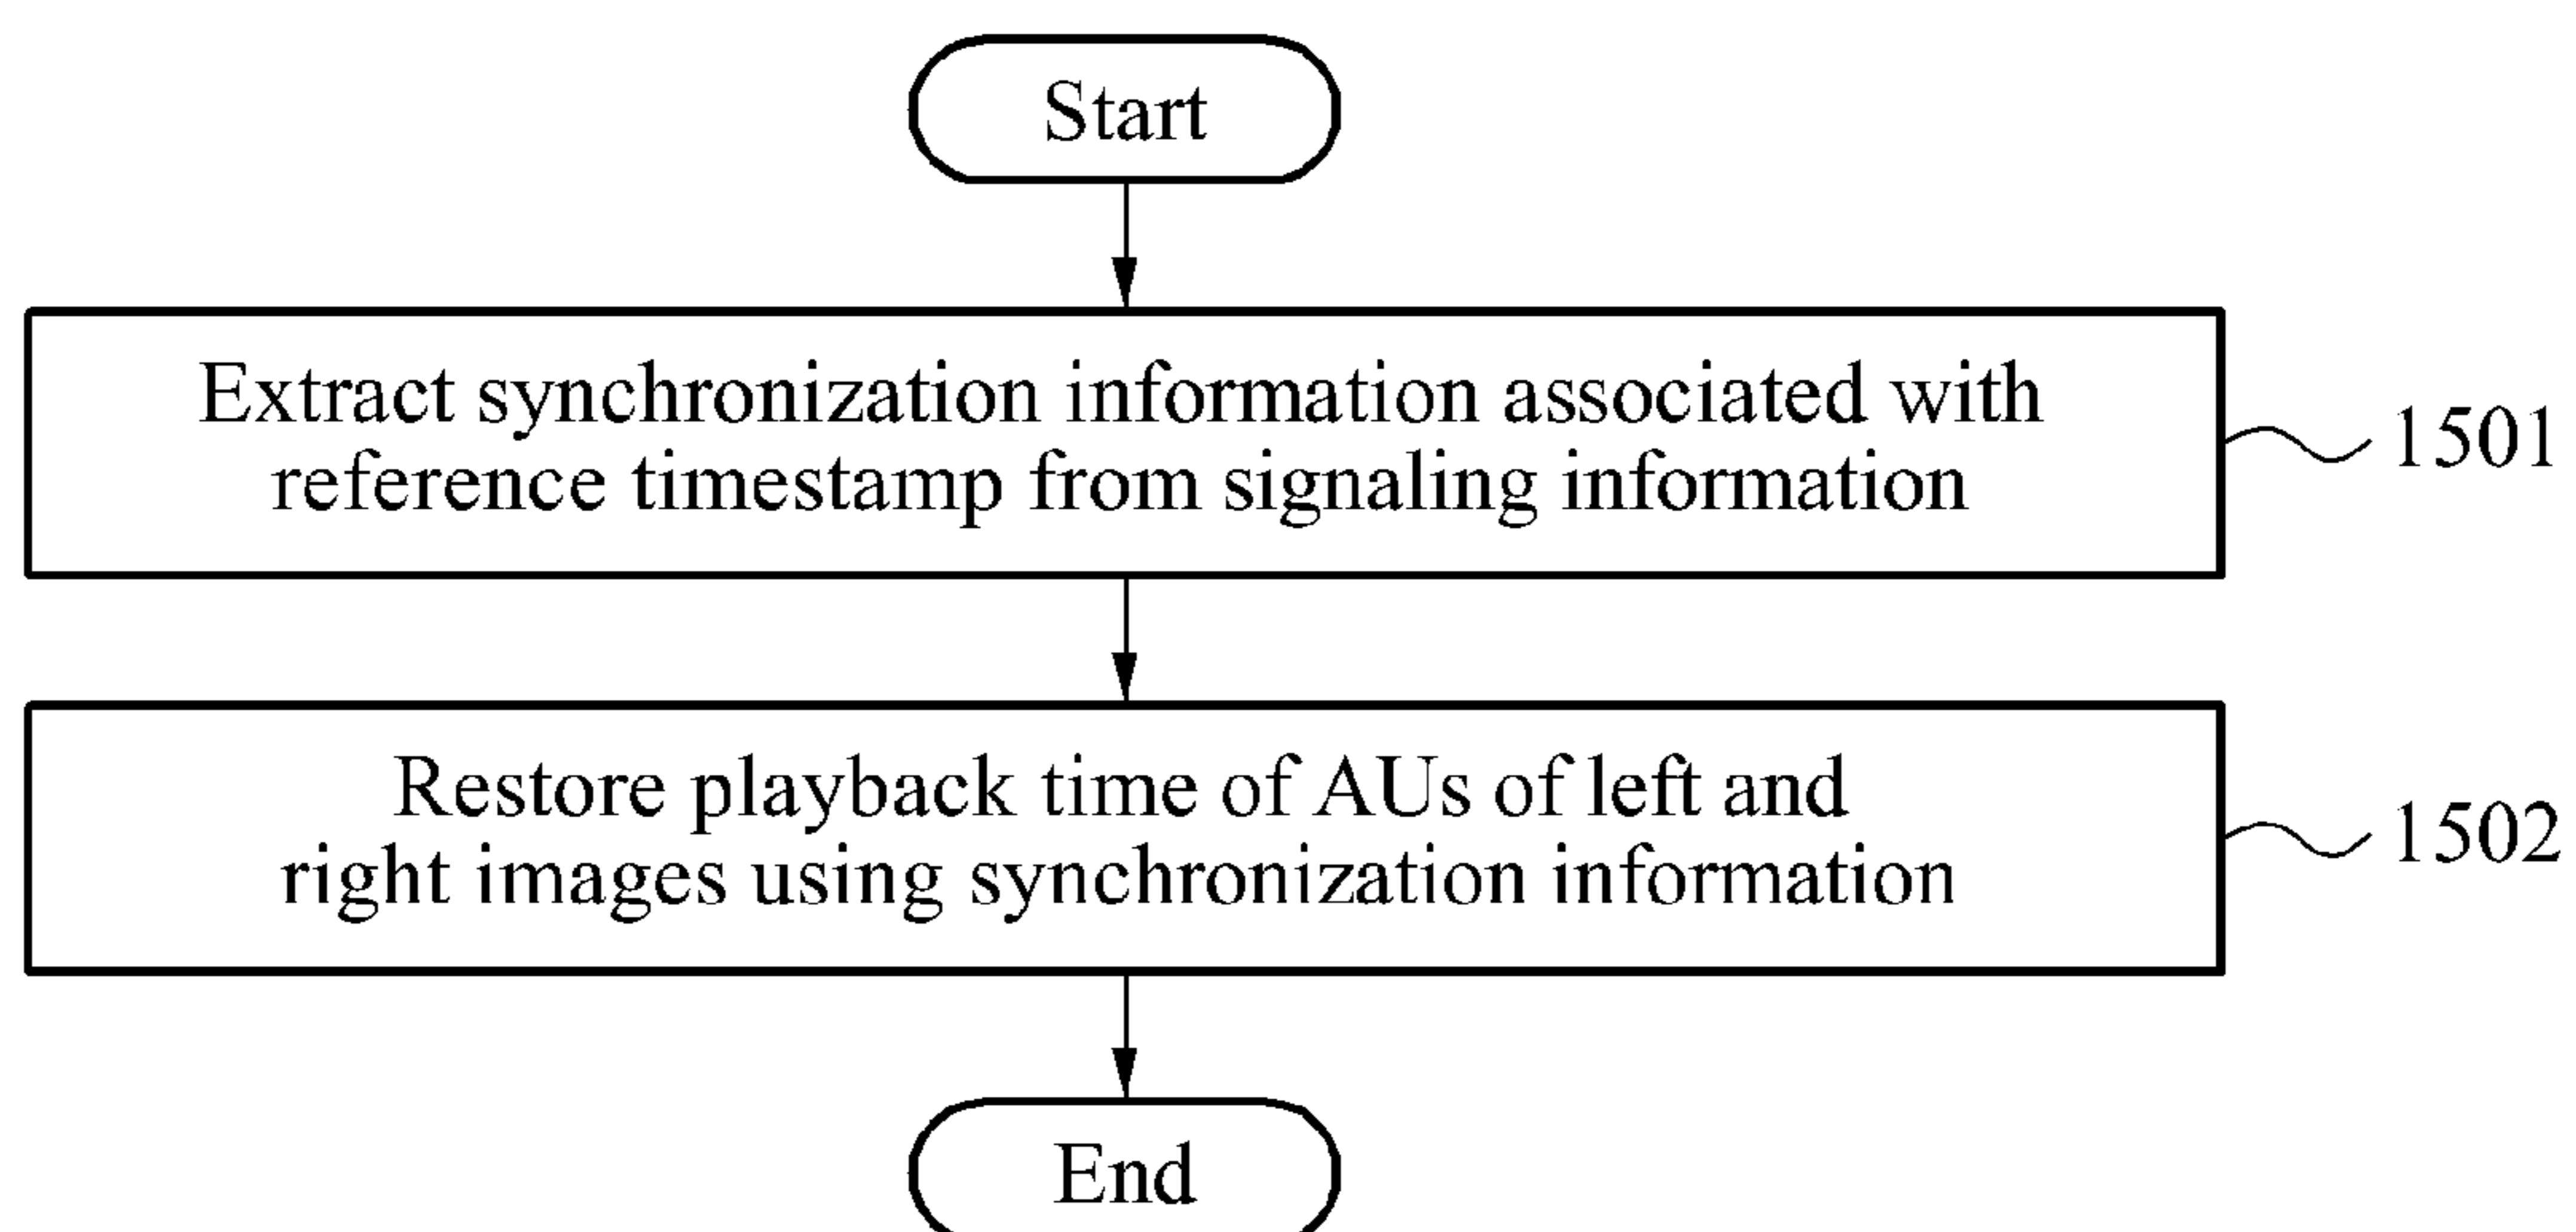 Start
Extract synchronization information associated with
reference timestamp from signaling information
1501
Restore playback time of AUs of left and
right images using synchronization information
1502
End